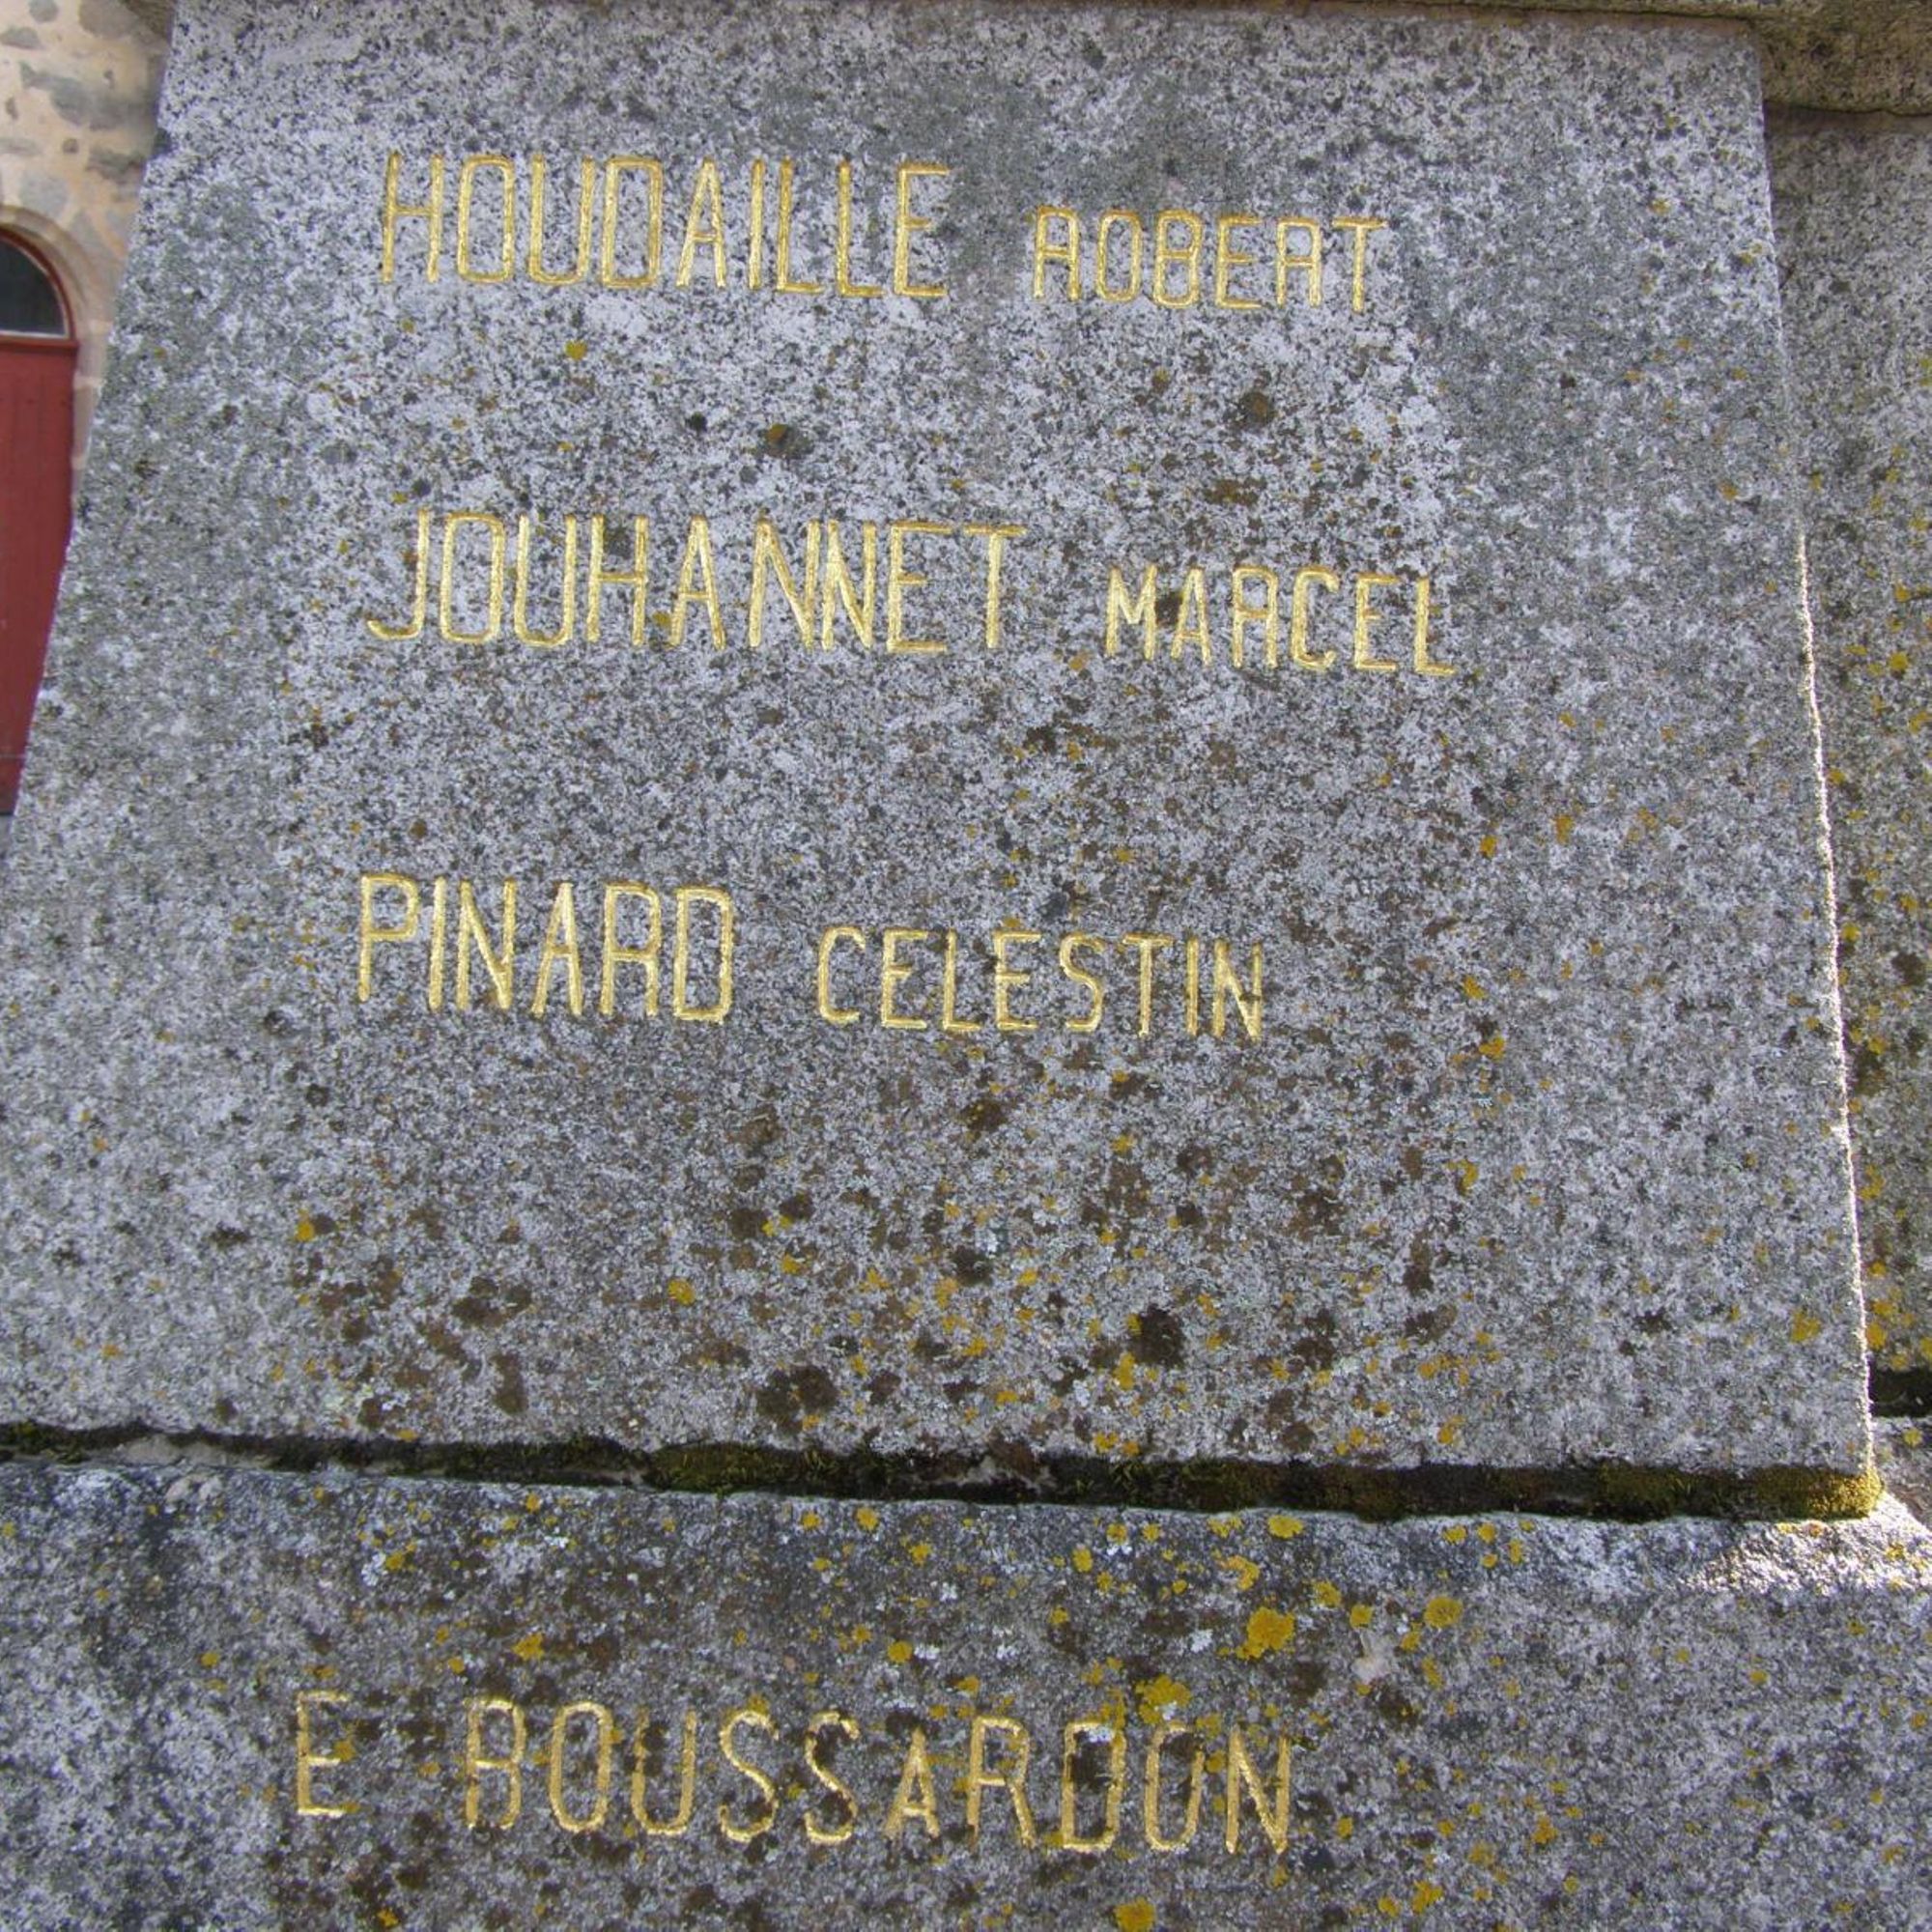 HOUDAILLE ROBERT
JOUHANNET MARCEL
PINARD CELESTIN
E BOUSSARDON